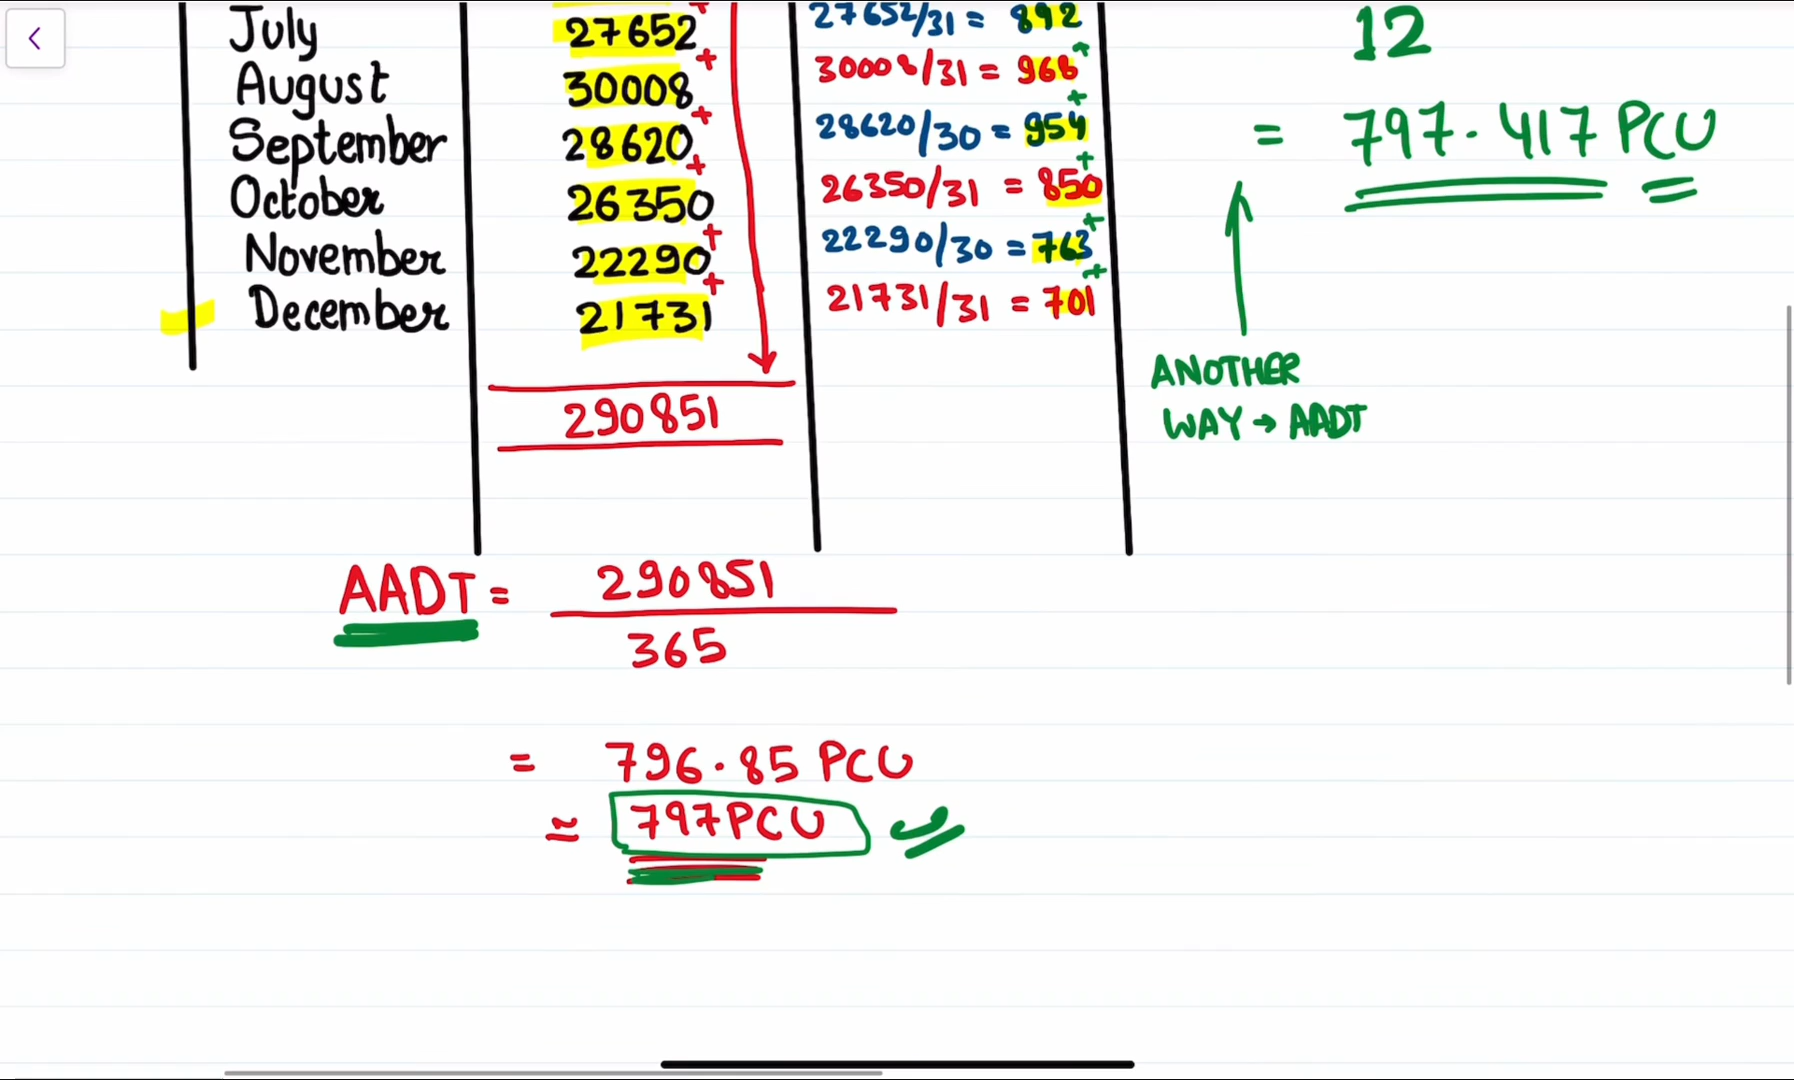 July 27652 + 27652/31 = 892 12
August 30008 + 30008/31 = 968 +
September 28620 + 28620/30 = 954 + = 797.417 PCU
October 26350 + 26350/31 = 850 +
November 22290 + 22290/30 = 763 +
December 21731 + 21731/31 = 701 +
ANOTHER
WAY → AADT
290851
AADT = 290851
365
= 796.85 PCU
≈ 797PCU